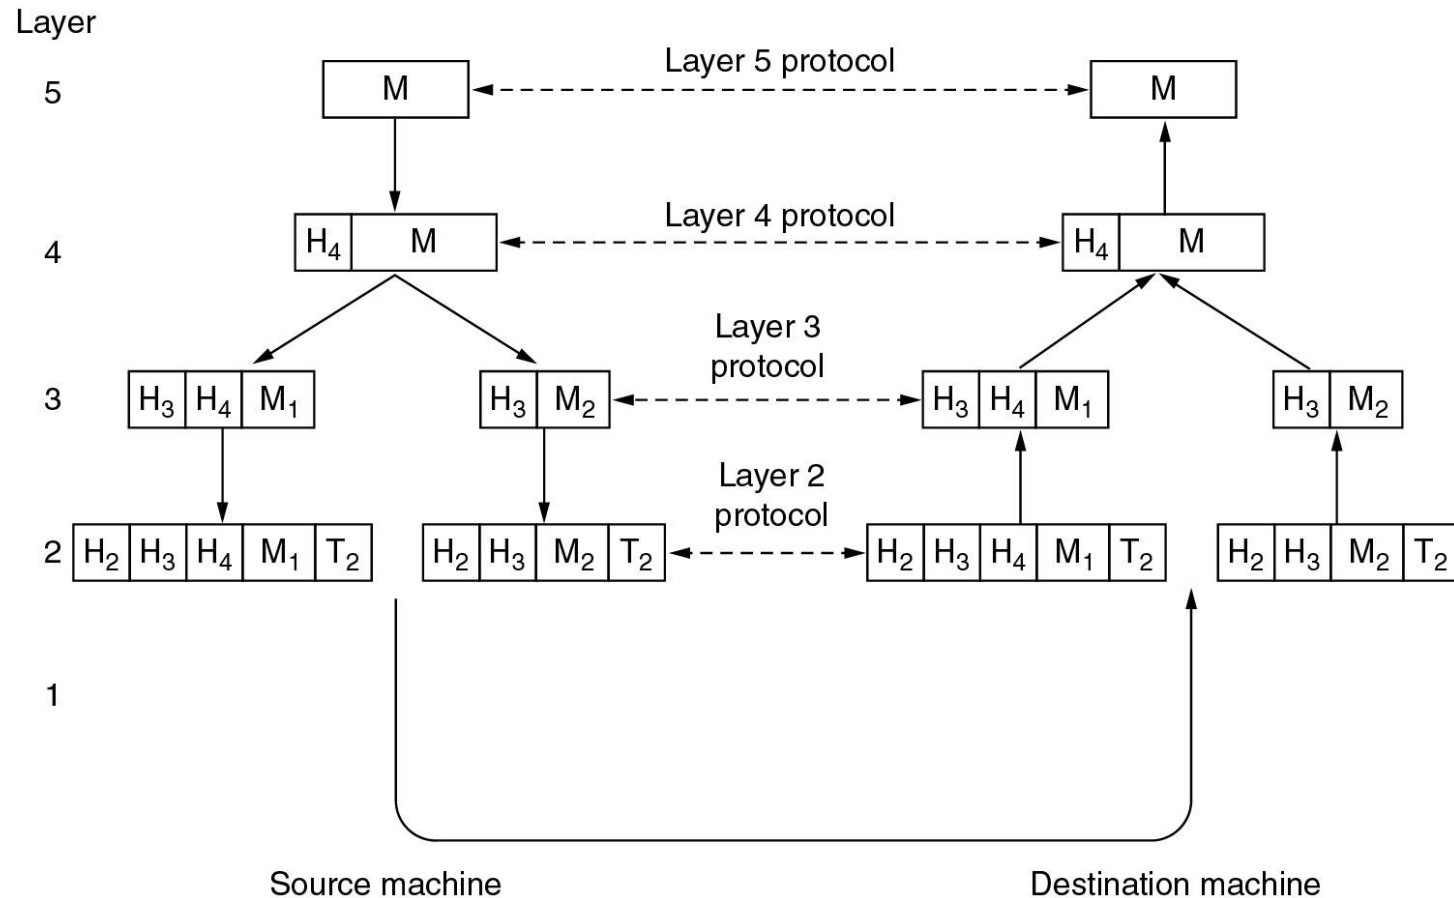 Layer
5 M Layer 5 protocol M
4 H₄ M Layer 4 protocol H₄ M
Layer 3
protocol
3 H₃ H₄ M₁ H₃ M₂ H₃ H₄ M₁ H₃ M₂
Layer 2
protocol
2 H₂ H₃ H₄ M₁ T₂ H₂ H₃ M₂ T₂ H₂ H₃ H₄ M₁ T₂ H₂ H₃ M₂ T₂
1
Source machine Destination machine